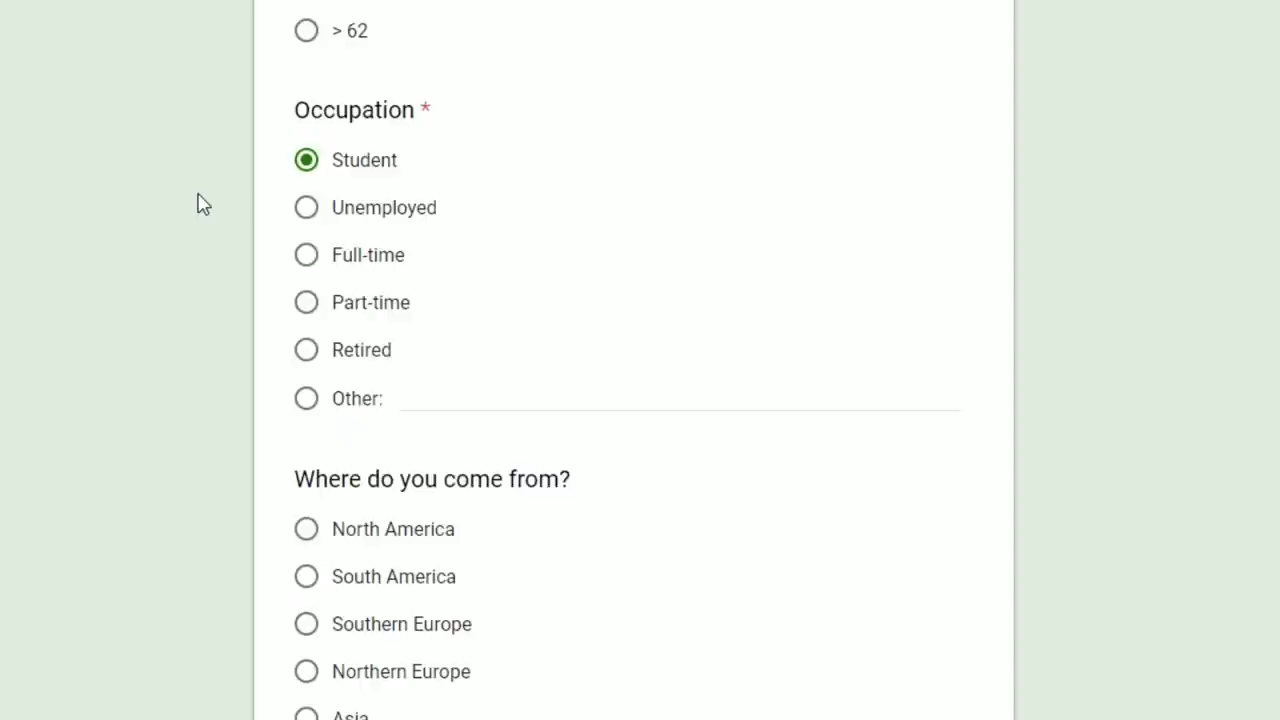 > 62
Occupation *
Student
Unemployed
Full-time
Part-time
Retired
Other:
Where do you come from?
North America
South America
Southern Europe
Northern Europe
Asia